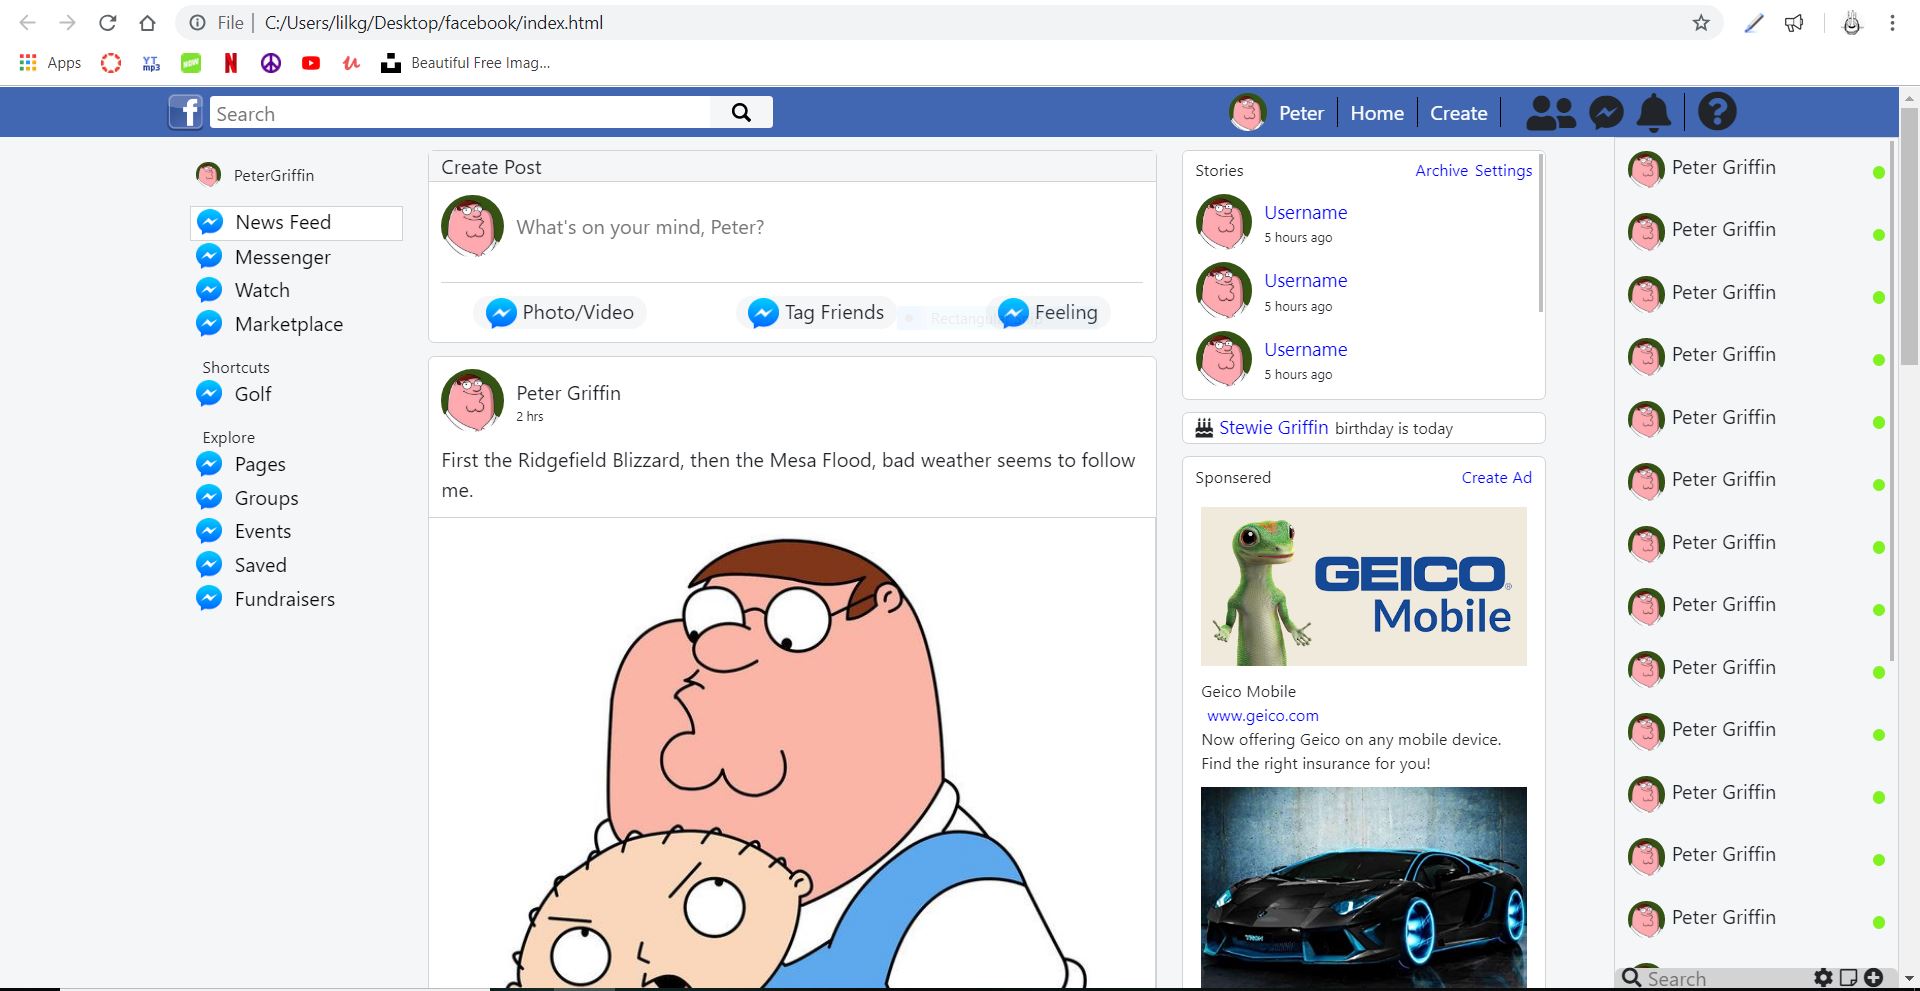 File | C:/Users/lilkg/Desktop/facebook/index.html
Apps
YT mp3
NOW
N
Beautiful Free Imag...
f
Search
Peter
Home
Create
?
PeterGriffin
News Feed
Messenger
Watch
Marketplace
Shortcuts
Golf
Explore
Pages
Groups
Events
Saved
Fundraisers
Create Post
What's on your mind, Peter?
Photo/Video
Tag Friends
Feeling
Peter Griffin
2 hrs
First the Ridgefield Blizzard, then the Mesa Flood, bad weather seems to follow
me.
Stories
Archive Settings
Username
5 hours ago
Username
5 hours ago
Username
5 hours ago
Stewie Griffin birthday is today
Sponsered
Create Ad
GEICO
Mobile
Geico Mobile
www.geico.com
Now offering Geico on any mobile device.
Find the right insurance for you!
TRON
Peter Griffin
Peter Griffin
Peter Griffin
Peter Griffin
Peter Griffin
Peter Griffin
Peter Griffin
Peter Griffin
Peter Griffin
Peter Griffin
Peter Griffin
Peter Griffin
Peter Griffin
Search